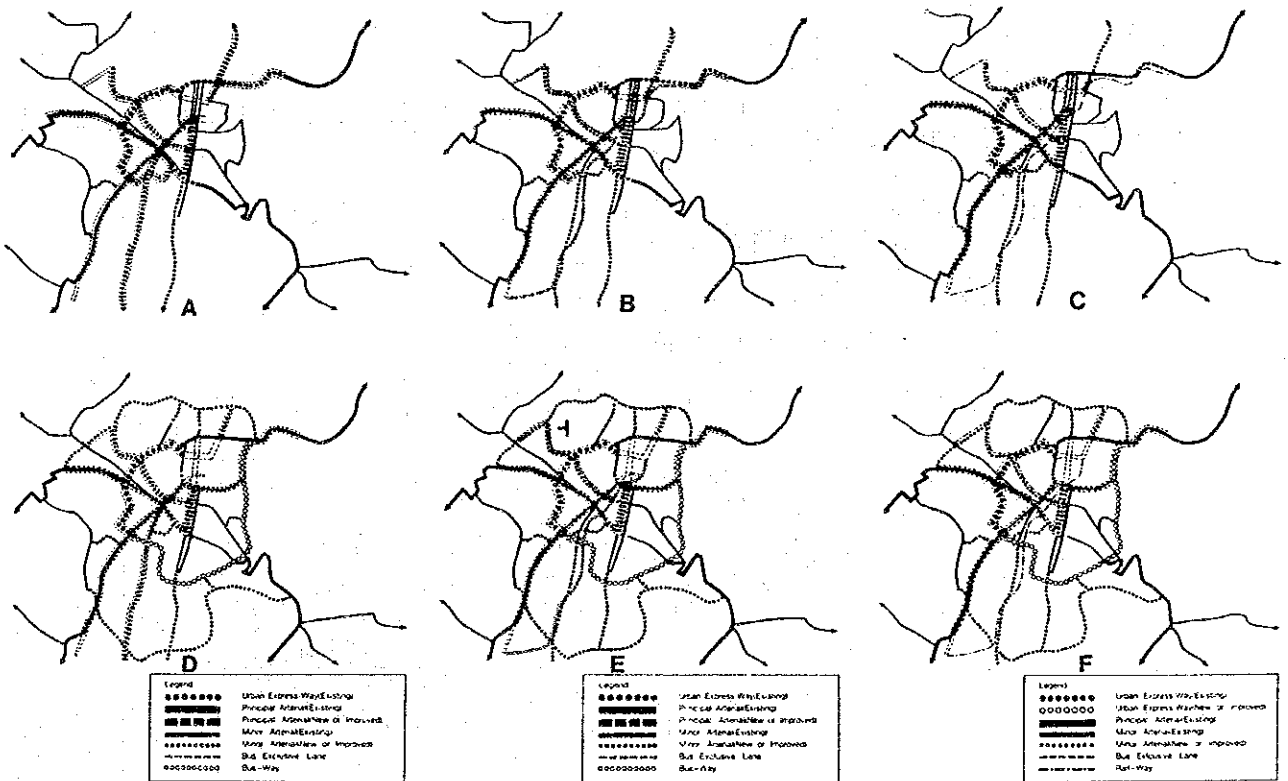 A
B
C
D
E
F
Legend
Urban Express Way(Existing)
Principal Arterial(Existing)
Principal Arterial(New or Improved)
Minor Arterial(Existing)
Minor Arterial(New or Improved)
Bus Exclusive Lane
Bus-Way
Legend
Urban Express Way(Existing)
Principal Arterial(Existing)
Principal Arterial(New or Improved)
Minor Arterial(Existing)
Minor Arterial(New or Improved)
Bus Exclusive Lane
Bus-Way
Legend
Urban Express Way(Existing)
Urban Express Way(New or Improved)
Principal Arterial(Existing)
Minor Arterial(Existing)
Minor Arterial(New or Improved)
Bus Exclusive Lane